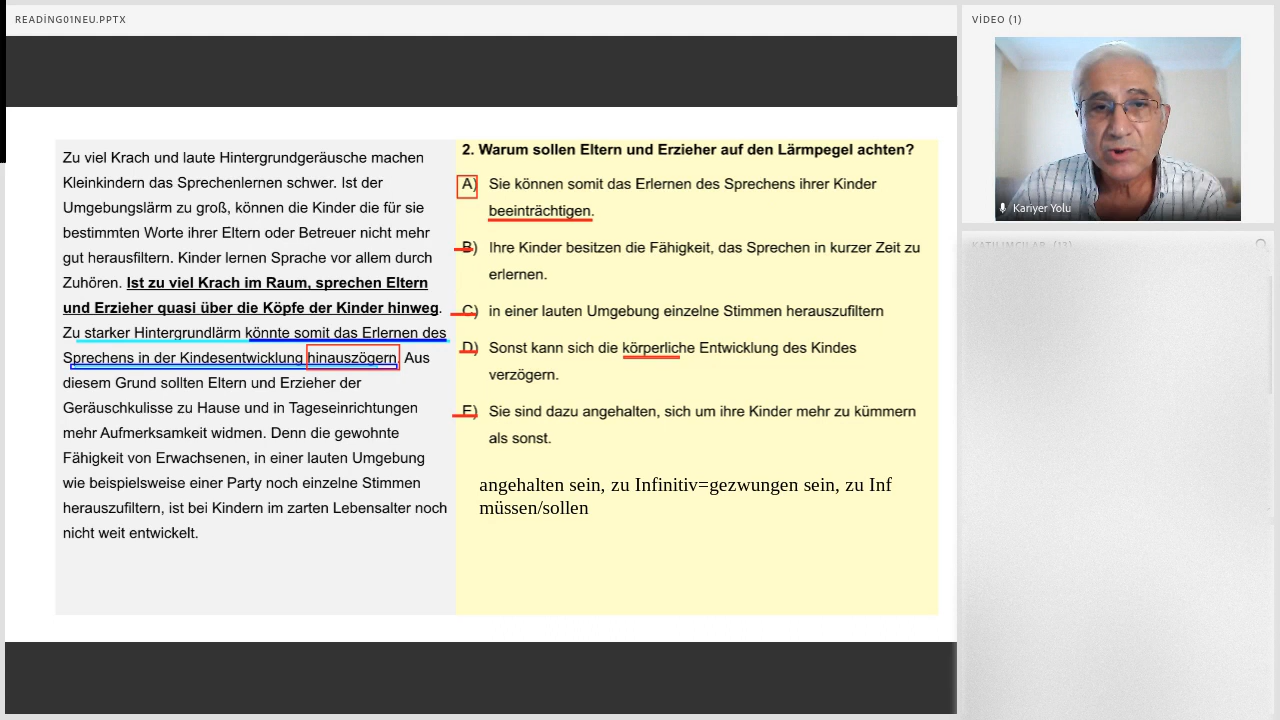 READİNG01NEU.PPTX
Zu viel Krach und laute Hintergrundgeräusche machen
Kleinkindern das Sprechenlernen schwer. Ist der
Umgebungslärm zu groß, können die Kinder die für sie
bestimmten Worte ihrer Eltern oder Betreuer nicht mehr
gut herausfiltern. Kinder lernen Sprache vor allem durch
Zuhören. Ist zu viel Krach im Raum, sprechen Eltern
und Erzieher quasi über die Köpfe der Kinder hinweg.
Zu starker Hintergrundlärm könnte somit das Erlernen des
Sprechens in der Kindesentwicklung hinauszögern. Aus
diesem Grund sollten Eltern und Erzieher der
Geräuschkulisse zu Hause und in Tageseinrichtungen
mehr Aufmerksamkeit widmen. Denn die gewohnte
Fähigkeit von Erwachsenen, in einer lauten Umgebung
wie beispielsweise einer Party noch einzelne Stimmen
herauszufiltern, ist bei Kindern im zarten Lebensalter noch
nicht weit entwickelt.
2. Warum sollen Eltern und Erzieher auf den Lärmpegel achten?
A) Sie können somit das Erlernen des Sprechens ihrer Kinder
beeinträchtigen.
B) Ihre Kinder besitzen die Fähigkeit, das Sprechen in kurzer Zeit zu
erlernen.
C) in einer lauten Umgebung einzelne Stimmen herauszufiltern
D) Sonst kann sich die körperliche Entwicklung des Kindes
verzögern.
E) Sie sind dazu angehalten, sich um ihre Kinder mehr zu kümmern
als sonst.
angehalten sein, zu Infinitiv=gezwungen sein, zu Inf
müssen/sollen
VİDEO (1)
Kariyer Yolu
KATILIMCILAR (13)